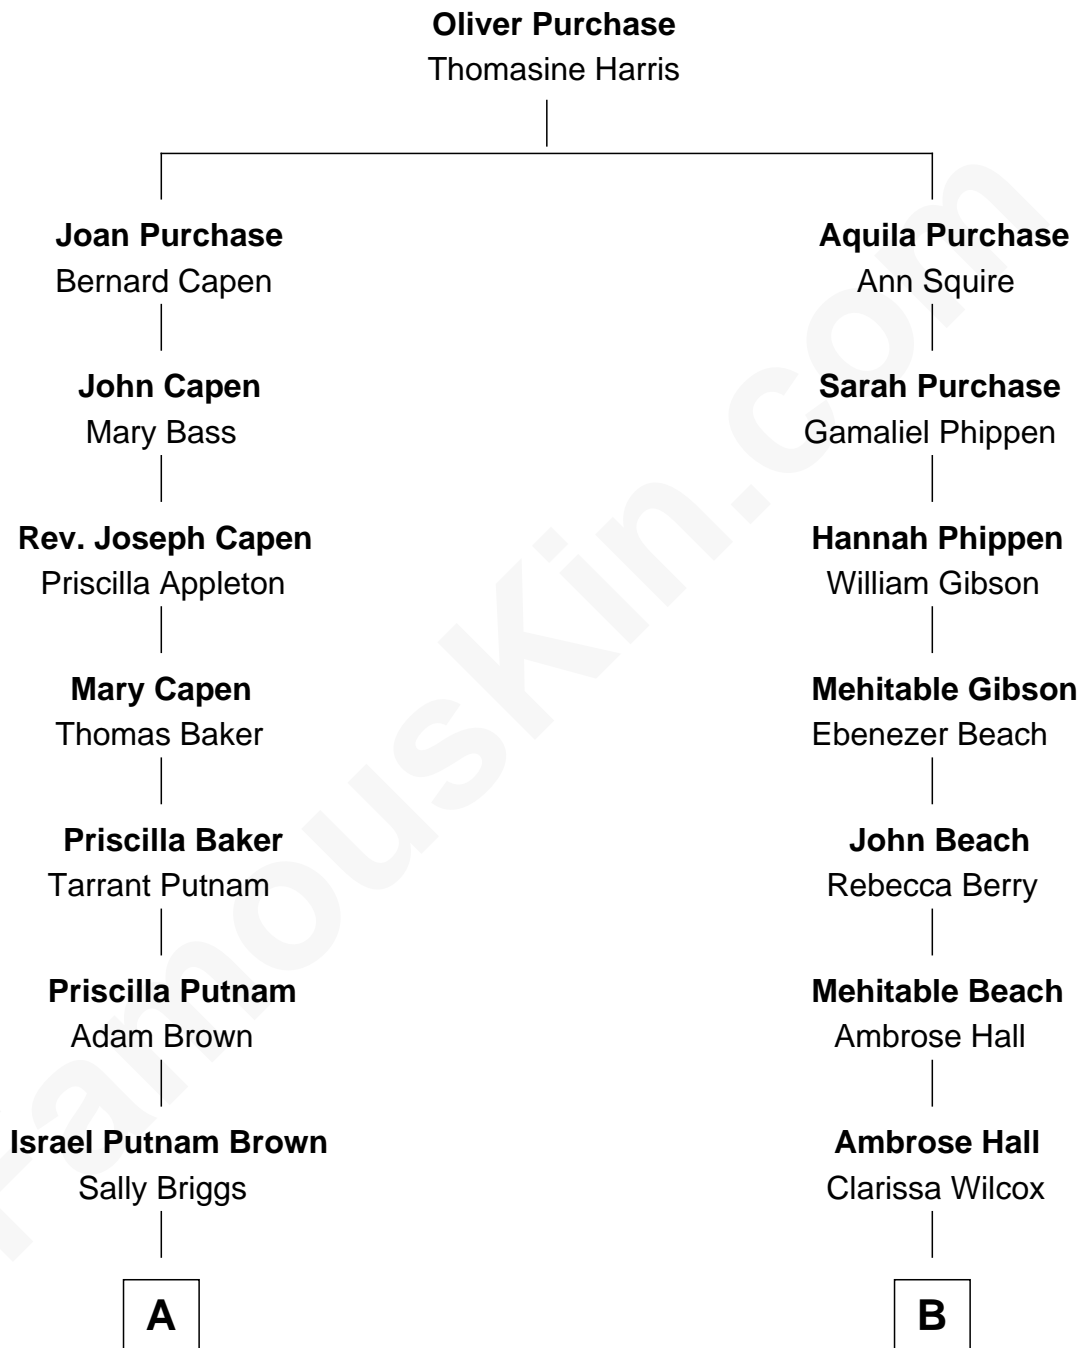 Oliver Purchase
Thomasine Harris
Joan Purchase
Bernard Capen
John Capen
Mary Bass
Rev. Joseph Capen
Priscilla Appleton
Mary Capen
Thomas Baker
Priscilla Baker
Tarrant Putnam
Priscilla Putnam
Adam Brown
Israel Putnam Brown
Sally Briggs
A
Aquila Purchase
Ann Squire
Sarah Purchase
Gamaliel Phippen
Hannah Phippen
William Gibson
Mehitable Gibson
Ebenezer Beach
John Beach
Rebecca Berry
Mehitable Beach
Ambrose Hall
Ambrose Hall
Clarissa Wilcox
B
FamousKin.com